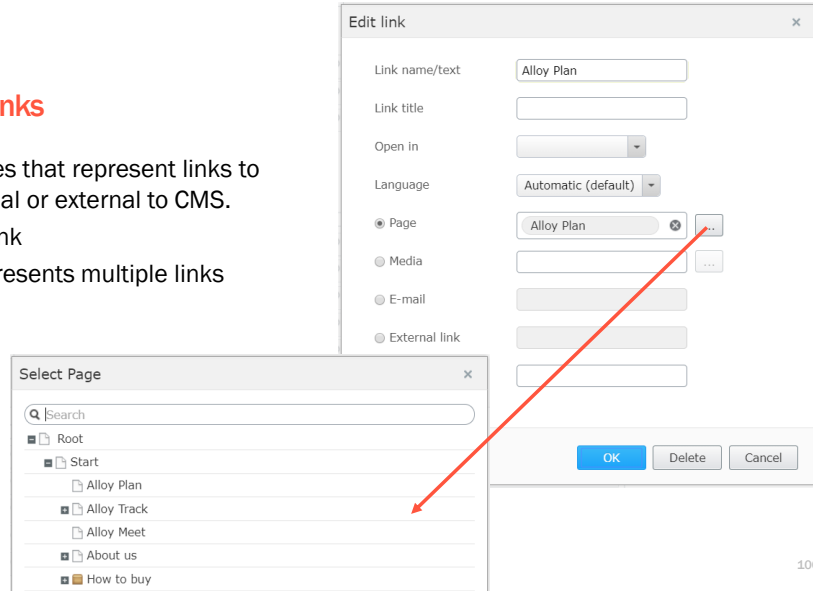 Edit link
Link name/text Alloy Plan
Link title
nks
Open in
es that represent links to
al or external to CMS.
Language Automatic (default)
Page Alloy Plan ...
nk
Media ...
resents multiple links
E-mail
External link
Select Page
Search
Root
Start
Alloy Plan
Alloy Track
Alloy Meet
About us
How to buy
OK Delete Cancel